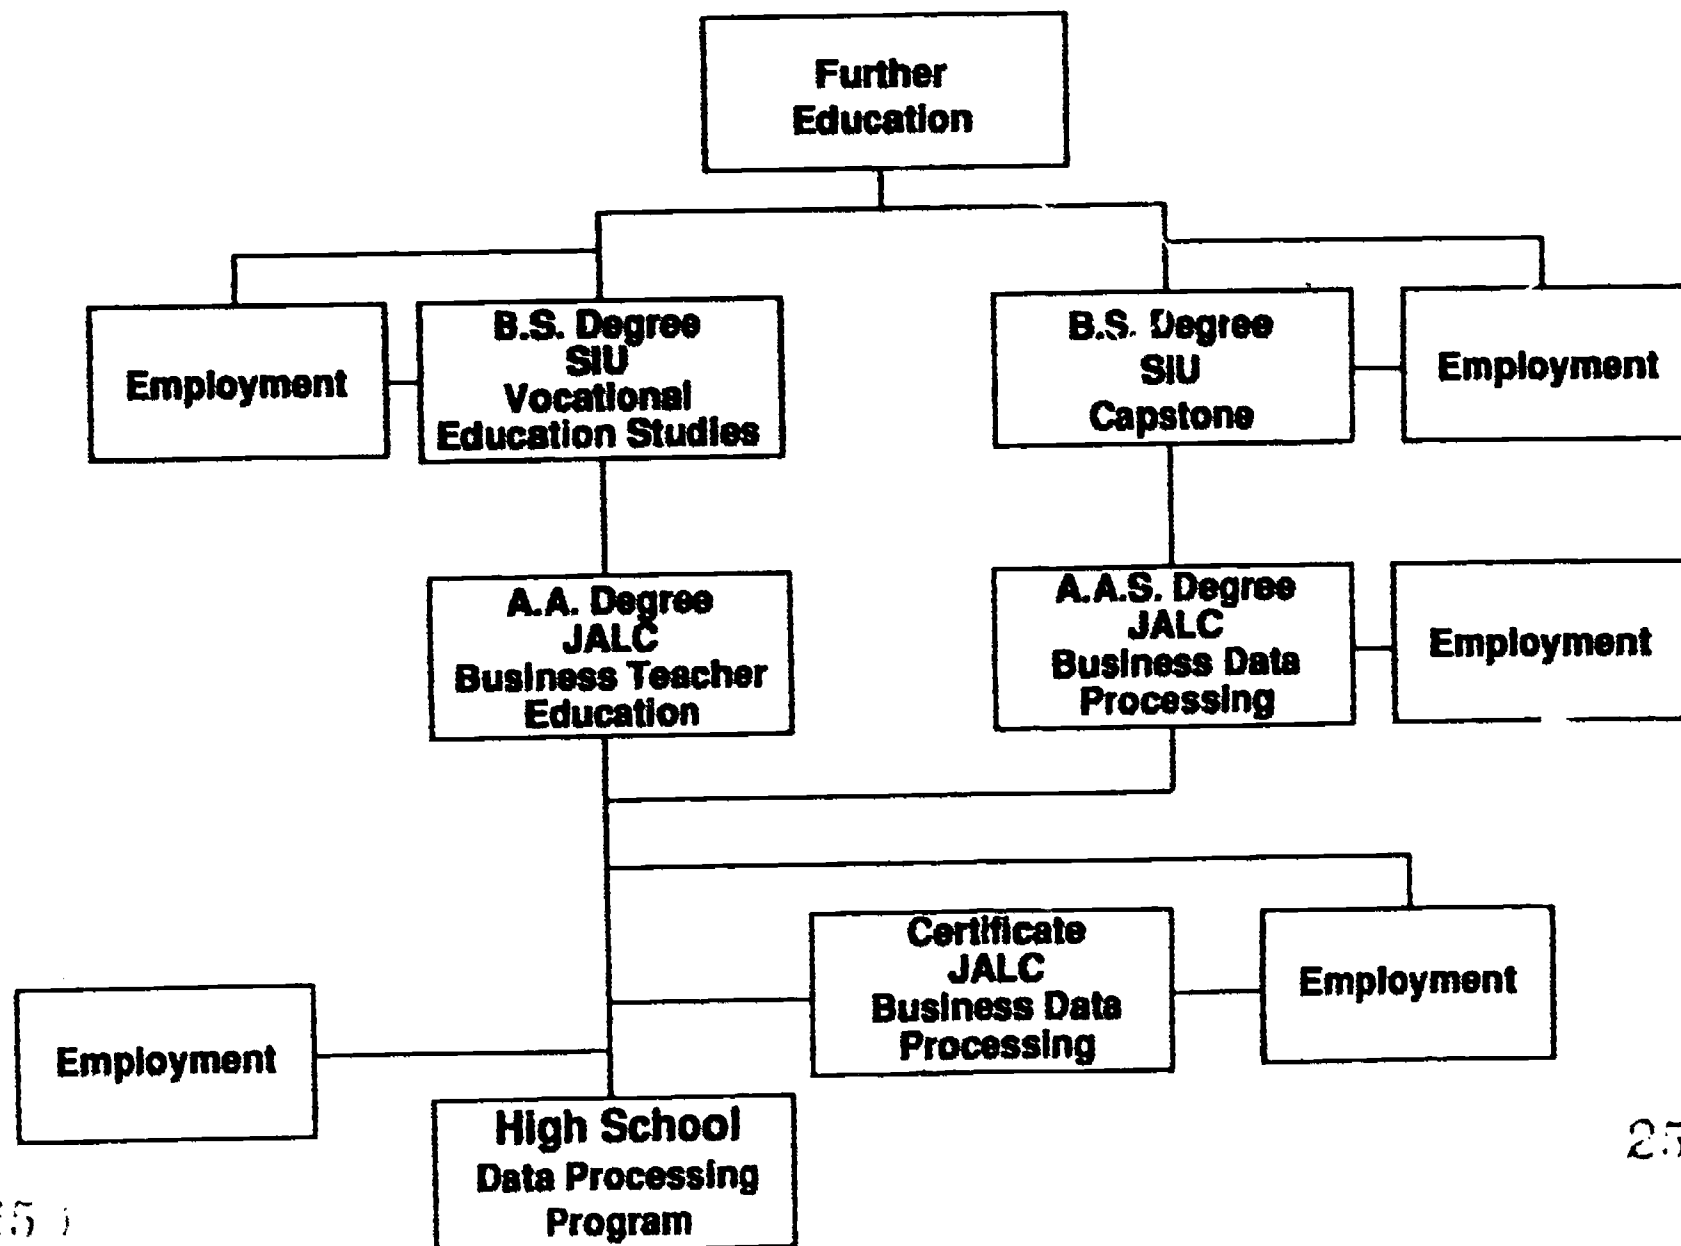 Further
Education
Employment
B.S. Degree
SIU
Vocational
Education Studies
B.S. Degree
SIU
Capstone
Employment
A.A. Degree
JALC
Business Teacher
Education
A.A.S. Degree
JALC
Business Data
Processing
Employment
Certificate
JALC
Business Data
Processing
Employment
Employment
High School
Data Processing
Program